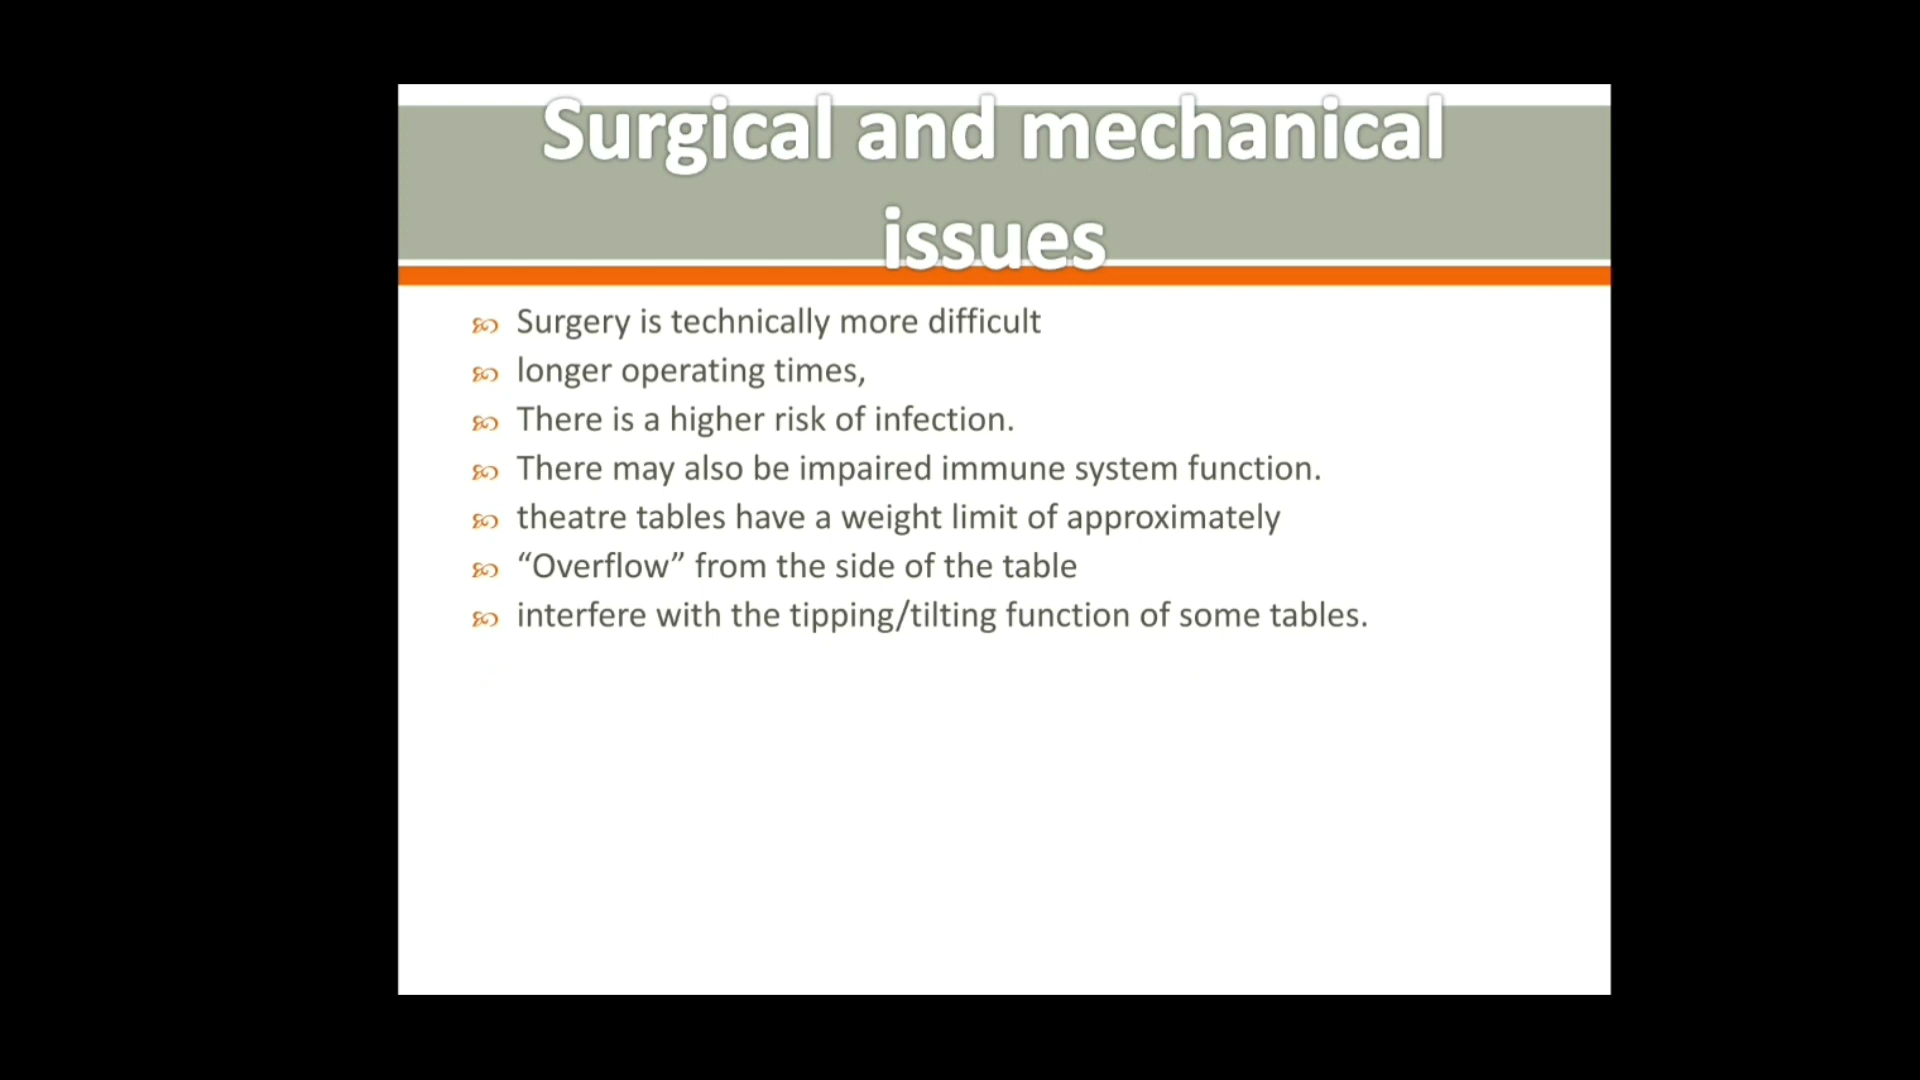 Surgical and mechanical
issues
Surgery is technically more difficult
longer operating times,
There is a higher risk of infection.
There may also be impaired immune system function.
theatre tables have a weight limit of approximately
“Overflow” from the side of the table
interfere with the tipping/tilting function of some tables.